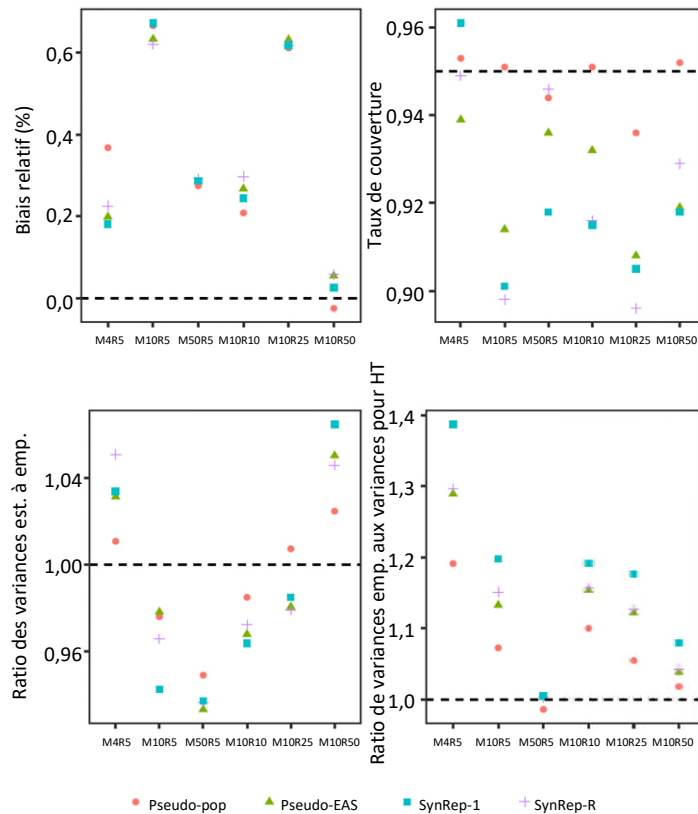 Biais relatif (%)
0,6
0,4
0,2
0,0
M4R5 M10R5 M50R5 M10R10 M10R25 M10R50
Taux de couverture
0,96
0,94
0,92
0,90
M4R5 M10R5 M50R5 M10R10 M10R25 M10R50
Ratio des variances est. à emp.
1,04
1,00
0,96
M4R5 M10R5 M50R5 M10R10 M10R25 M10R50
Ratio de variances emp. aux variances pour HT
1,4
1,3
1,2
1,1
1,0
M4R5 M10R5 M50R5 M10R10 M10R25 M10R50
Pseudo-pop Pseudo-EAS SynRep-1 SynRep-R